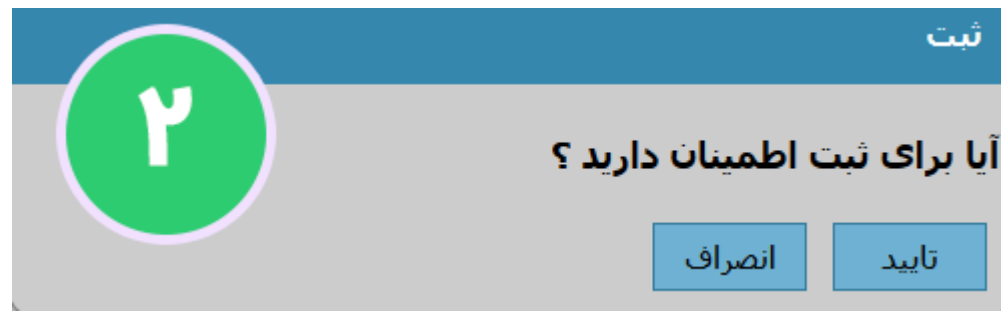 ثبت
۲
آیا برای ثبت اطمینان دارید ؟
تایید
انصراف